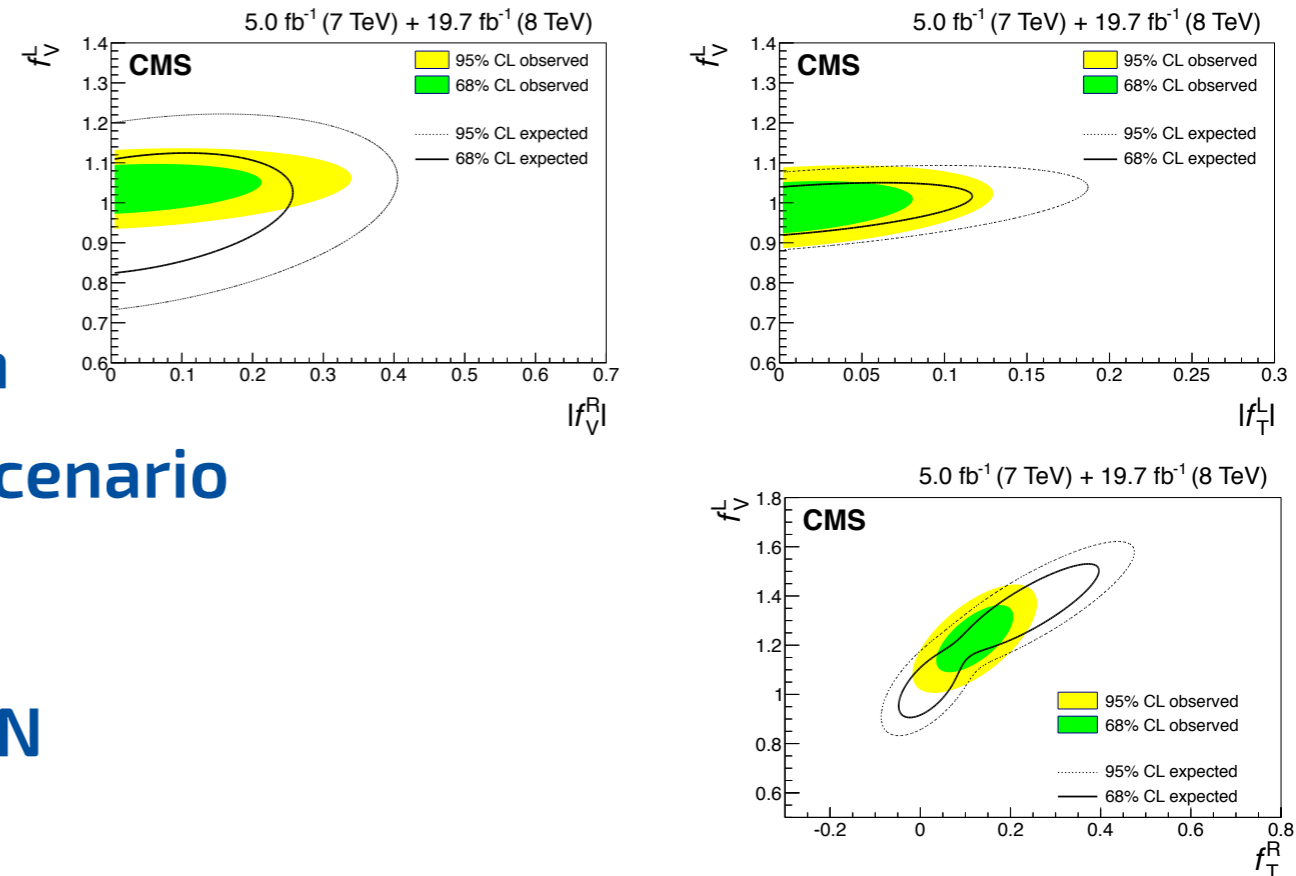 5.0 fb⁻¹ (7 TeV) + 19.7 fb⁻¹ (8 TeV)
CMS
95% CL observed
68% CL observed
95% CL expected
68% CL expected
f_V^L
1.4
1.3
1.2
1.1
1
0.9
0.8
0.7
0.6
0 0.1 0.2 0.3 0.4 0.5 0.6 0.7
|f_V^R|
5.0 fb⁻¹ (7 TeV) + 19.7 fb⁻¹ (8 TeV)
CMS
95% CL observed
68% CL observed
95% CL expected
68% CL expected
f_V^L
1.4
1.3
1.2
1.1
1
0.9
0.8
0.7
0.6
0 0.05 0.1 0.15 0.2 0.25 0.3
|f_T^L|
cenario
N
5.0 fb⁻¹ (7 TeV) + 19.7 fb⁻¹ (8 TeV)
CMS
f_V^L
1.8
1.6
1.4
1.2
1
0.8
0.6
95% CL observed
68% CL observed
95% CL expected
68% CL expected
-0.2 0 0.2 0.4 0.6 0.8
f_T^R